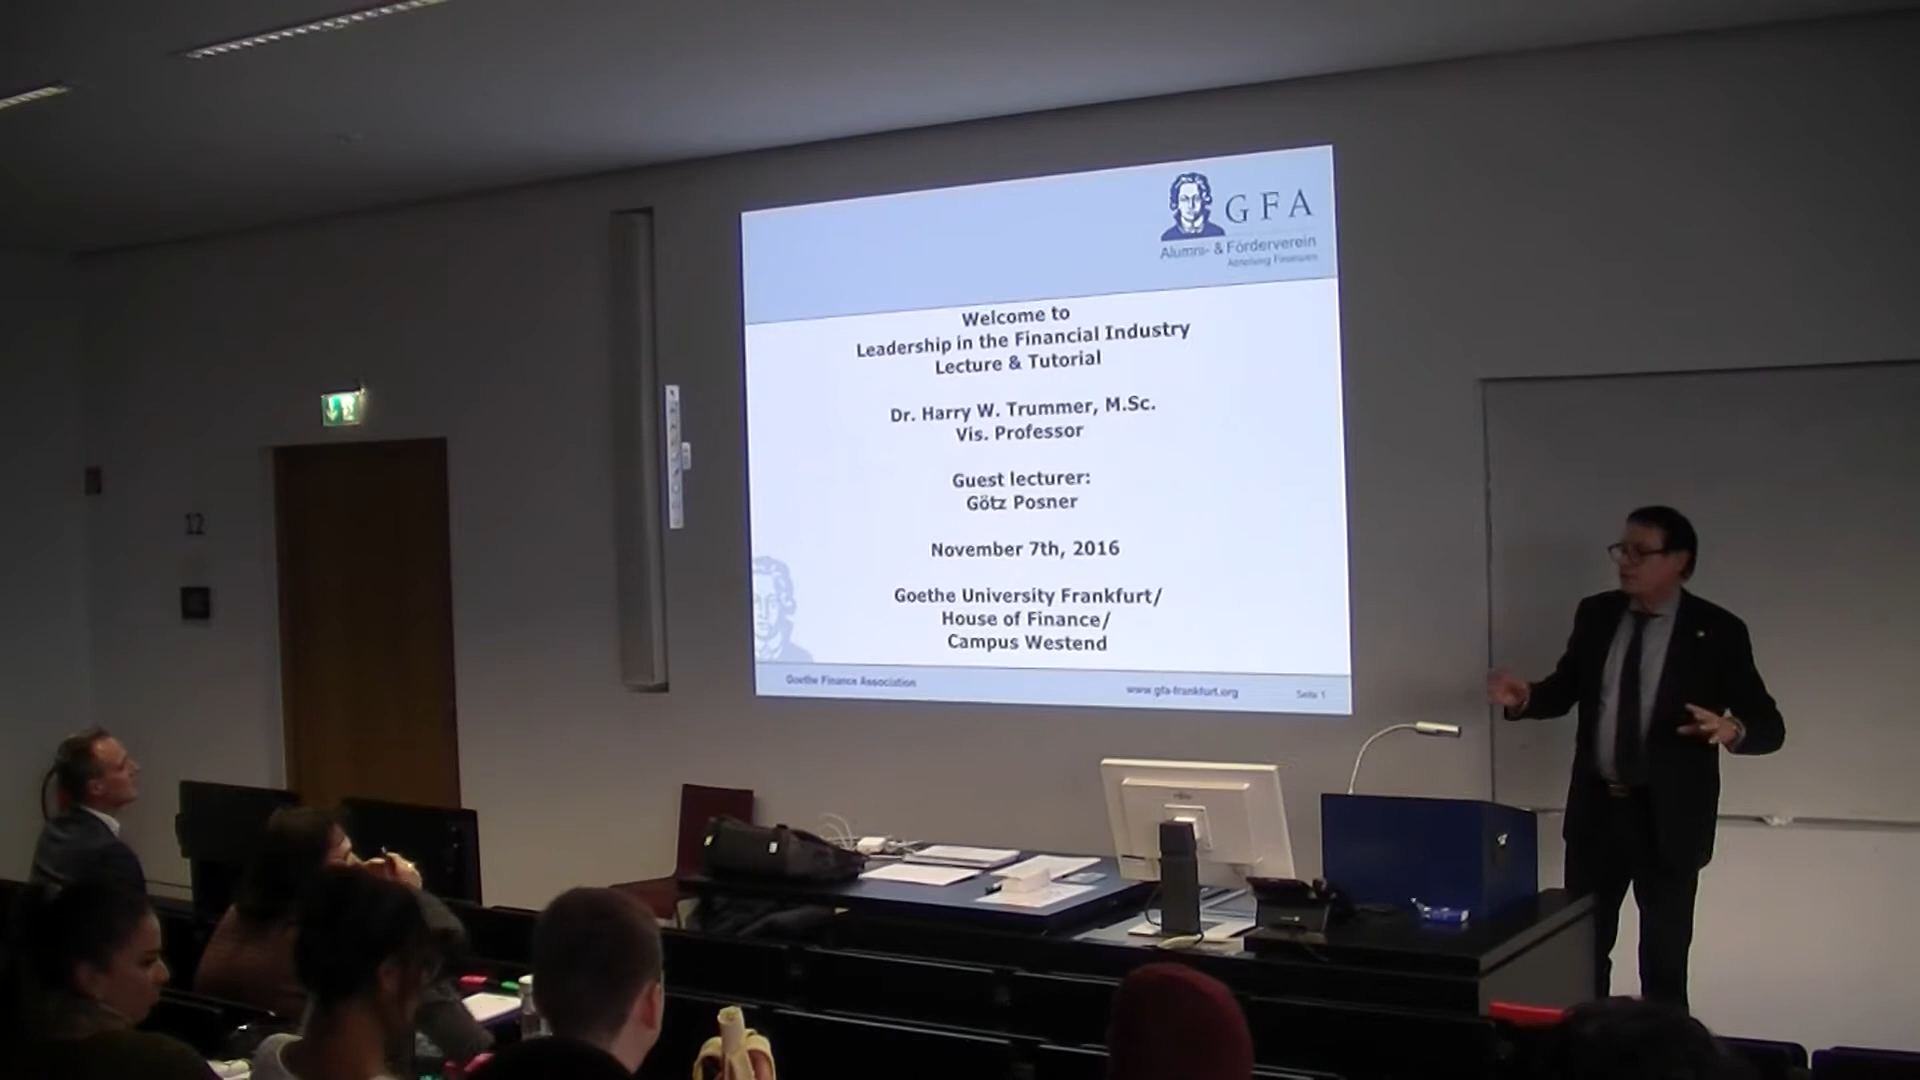 GFA
Alumni- & Förderverein
Abteilung Finanzen
Welcome to
Leadership in the Financial Industry
Lecture & Tutorial
Dr. Harry W. Trummer, M.Sc.
Vis. Professor
Guest lecturer:
Götz Posner
November 7th, 2016
Goethe University Frankfurt/
House of Finance/
Campus Westend
Goethe Finance Association
www.gfa-frankfurt.org
Seite 1
12